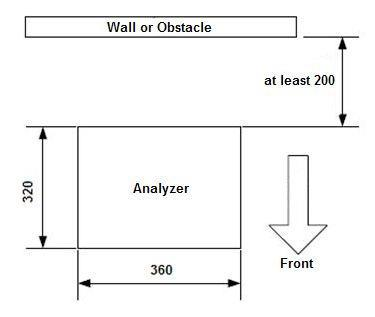 Wall or Obstacle
at least 200
320
Analyzer
360
Front